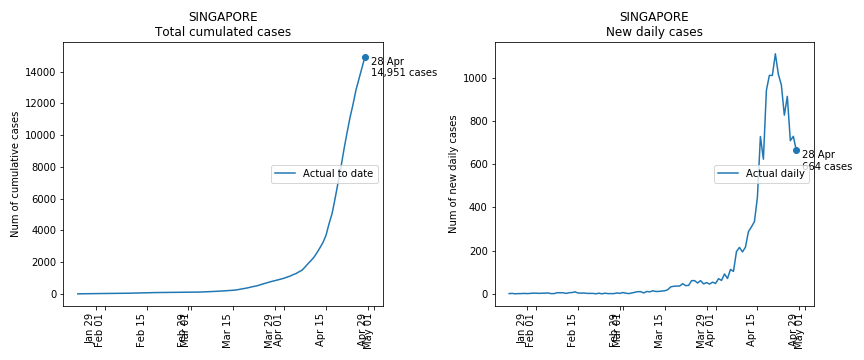 SINGAPORE
Total cumulated cases
Num of cumulative cases
14000
12000
10000
8000
6000
4000
2000
0
28 Apr
14,951 cases
Actual to date
Jan 29
Feb 01
Feb 15
Feb 29
Mar 01
Mar 15
Mar 29
Apr 01
Apr 15
Apr 29
May 01
SINGAPORE
New daily cases
Num of new daily cases
1000
800
600
400
200
0
28 Apr
664 cases
Actual daily
Jan 29
Feb 01
Feb 15
Feb 29
Mar 01
Mar 15
Mar 29
Apr 01
Apr 15
Apr 29
May 01